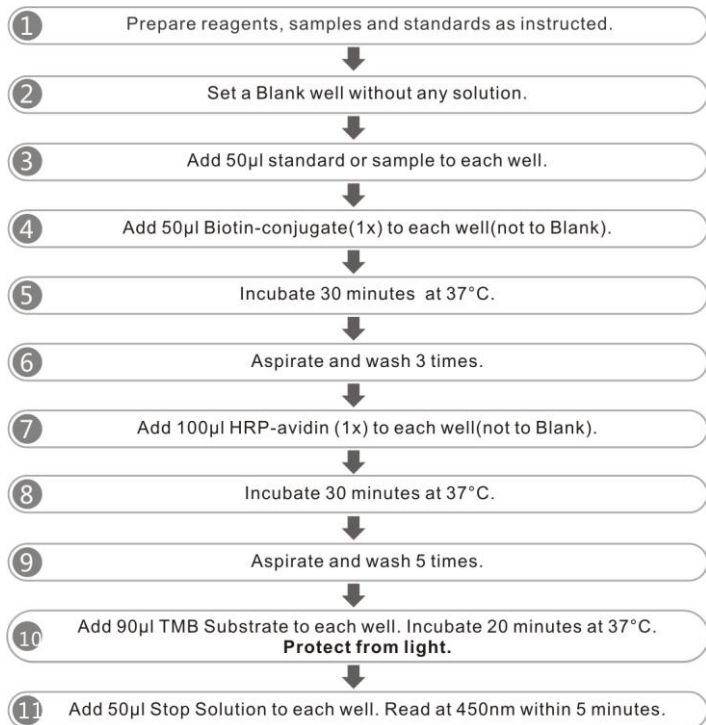 1 Prepare reagents, samples and standards as instructed.
2 Set a Blank well without any solution.
3 Add 50µl standard or sample to each well.
4 Add 50µl Biotin-conjugate(1x) to each well(not to Blank).
5 Incubate 30 minutes at 37°C.
6 Aspirate and wash 3 times.
7 Add 100µl HRP-avidin (1x) to each well(not to Blank).
8 Incubate 30 minutes at 37°C.
9 Aspirate and wash 5 times.
10 Add 90µl TMB Substrate to each well. Incubate 20 minutes at 37°C.
Protect from light.
11 Add 50µl Stop Solution to each well. Read at 450nm within 5 minutes.